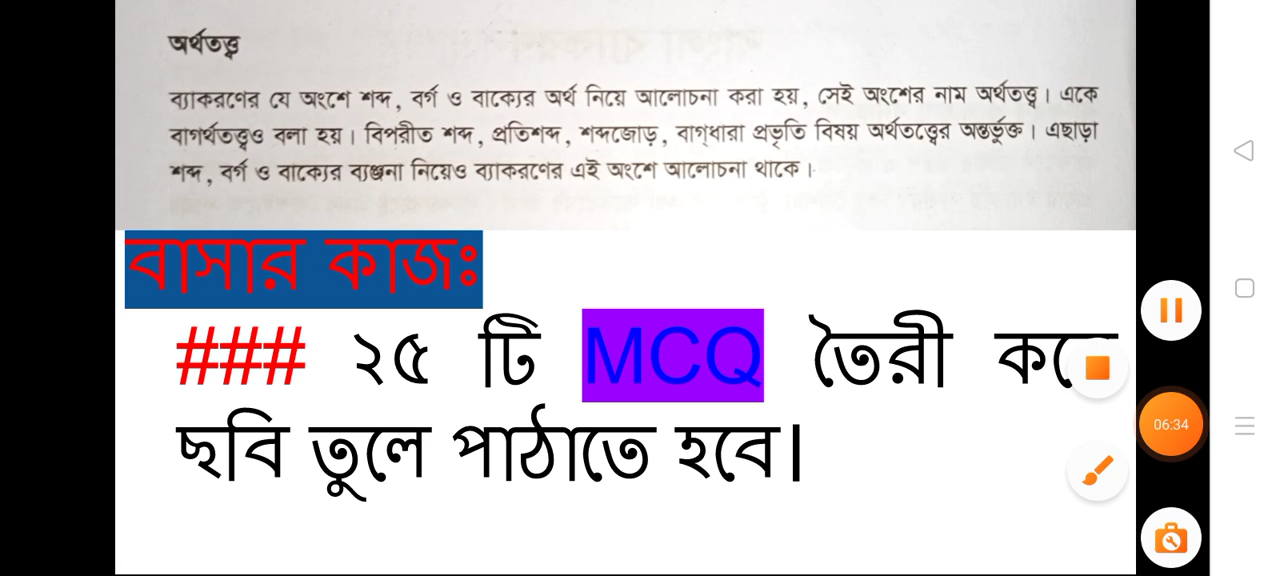 অর্থতত্ত্ব
ব্যাকরণের যে অংশে শব্দ, বর্গ ও বাক্যের অর্থ নিয়ে আলোচনা করা হয়, সেই অংশের নাম অর্থতত্ত্ব। একে
বাগর্থতত্ত্বও বলা হয়। বিপরীত শব্দ, প্রতিশব্দ, শব্দজোড়, বাগ্‌ধারা প্রভৃতি বিষয় অর্থতত্ত্বের অন্তর্ভুক্ত। এছাড়া
শব্দ, বর্গ ও বাক্যের ব্যঞ্জনা নিয়েও ব্যাকরণের এই অংশে আলোচনা থাকে।
বাসার কাজঃ
### ২৫ টি MCQ তৈরী
ছবি তুলে পাঠাতে হবে।
06:34